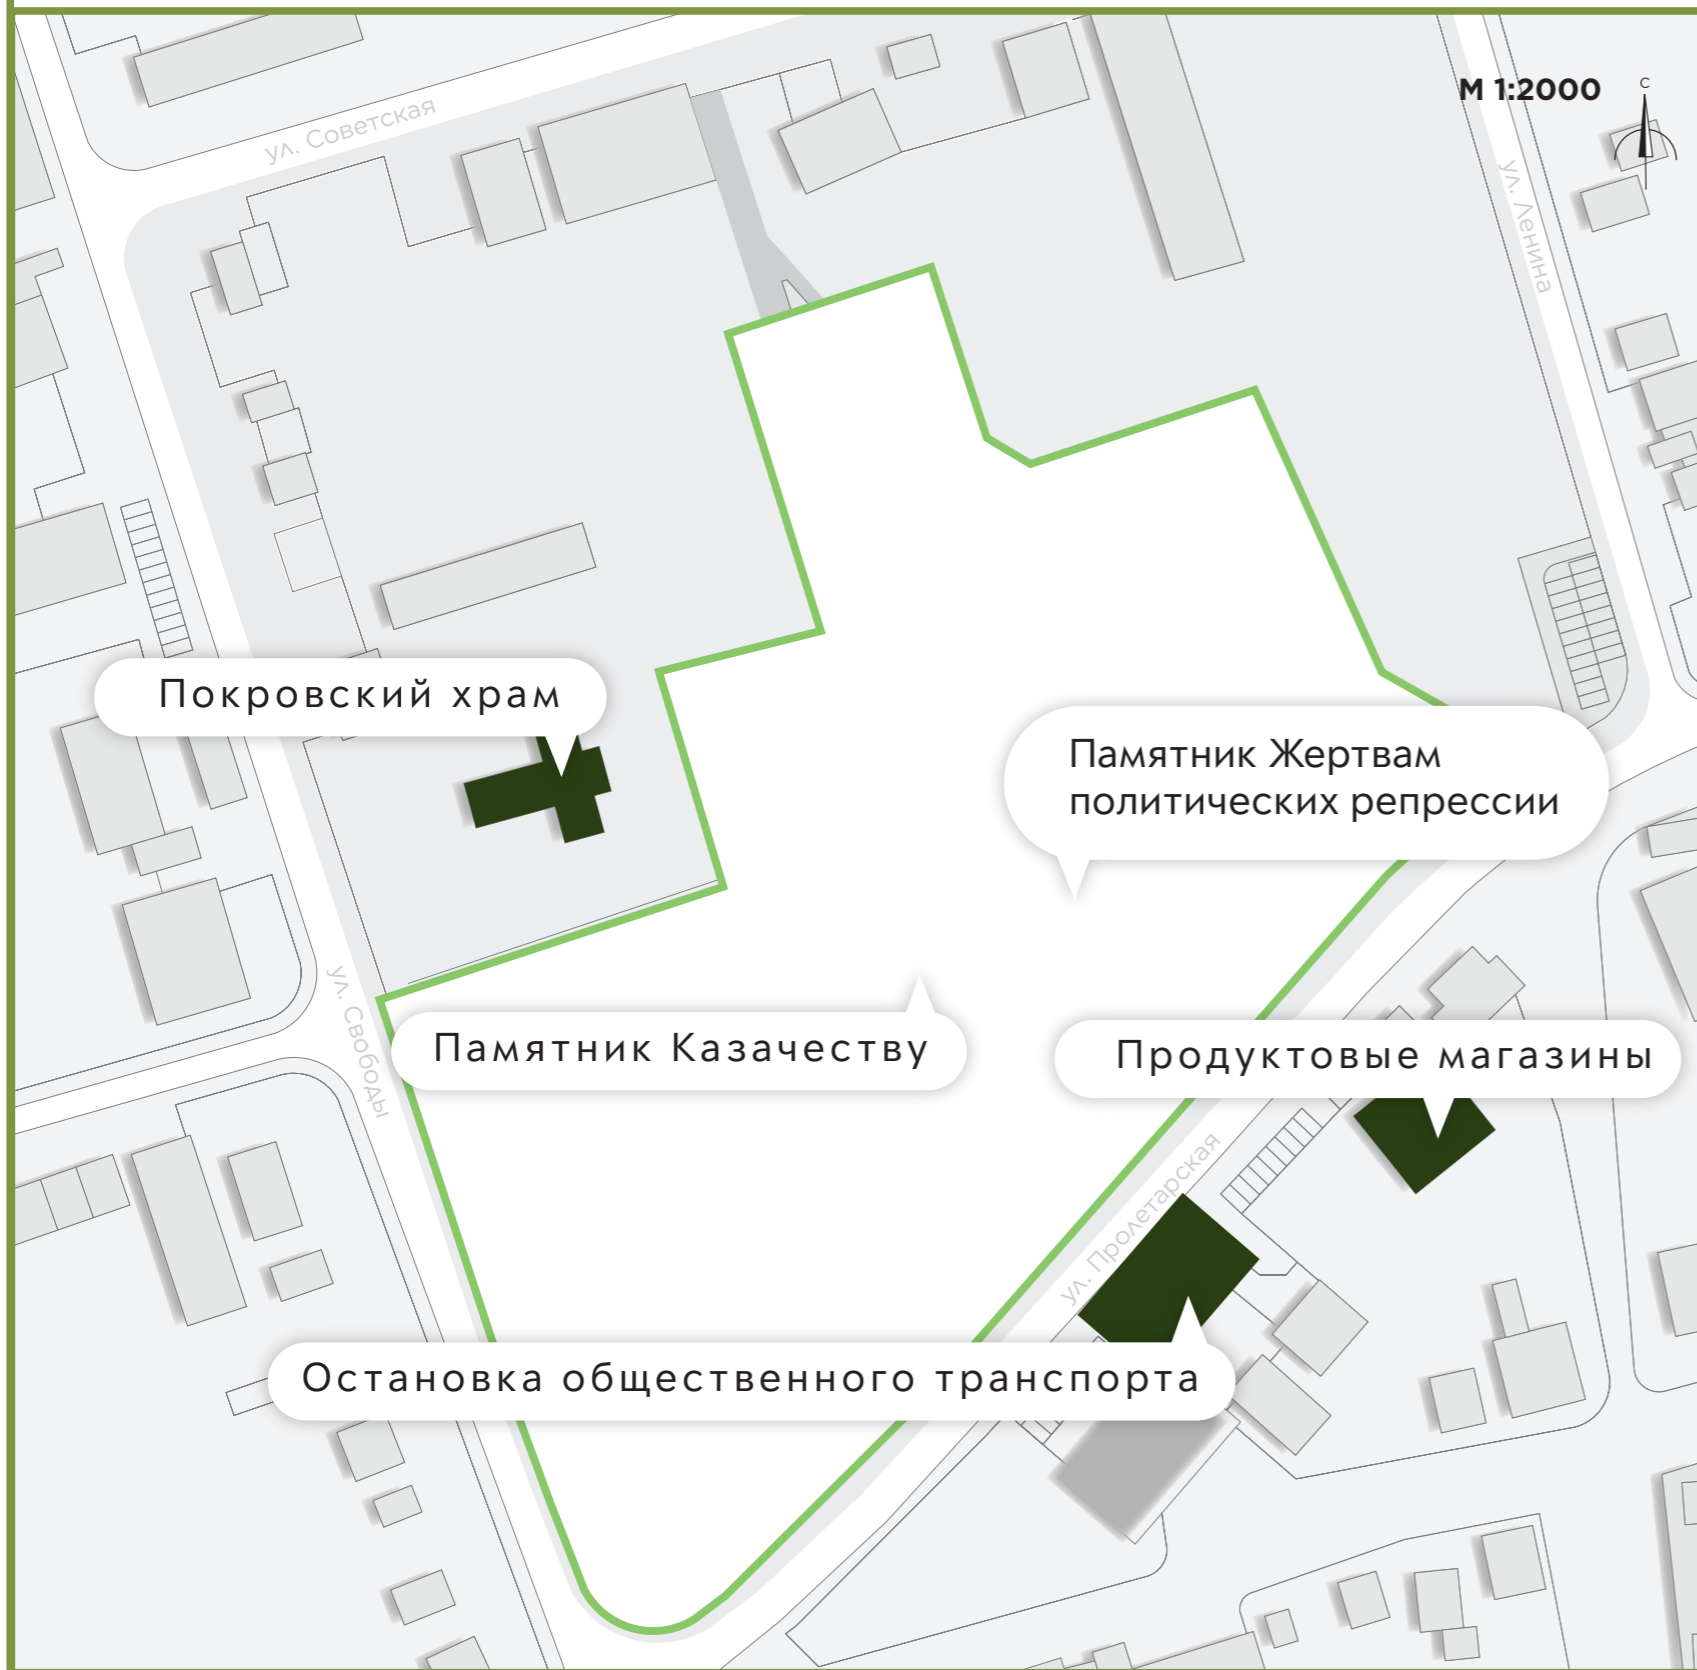 М 1:2000
С
ул. Советская
ул. Ленина
Покровский храм
Памятник Жертвам
политических репрессии
ул. Свободы
Памятник Казачеству
Продуктовые магазины
ул. Пролетарская
Остановка общественного транспорта